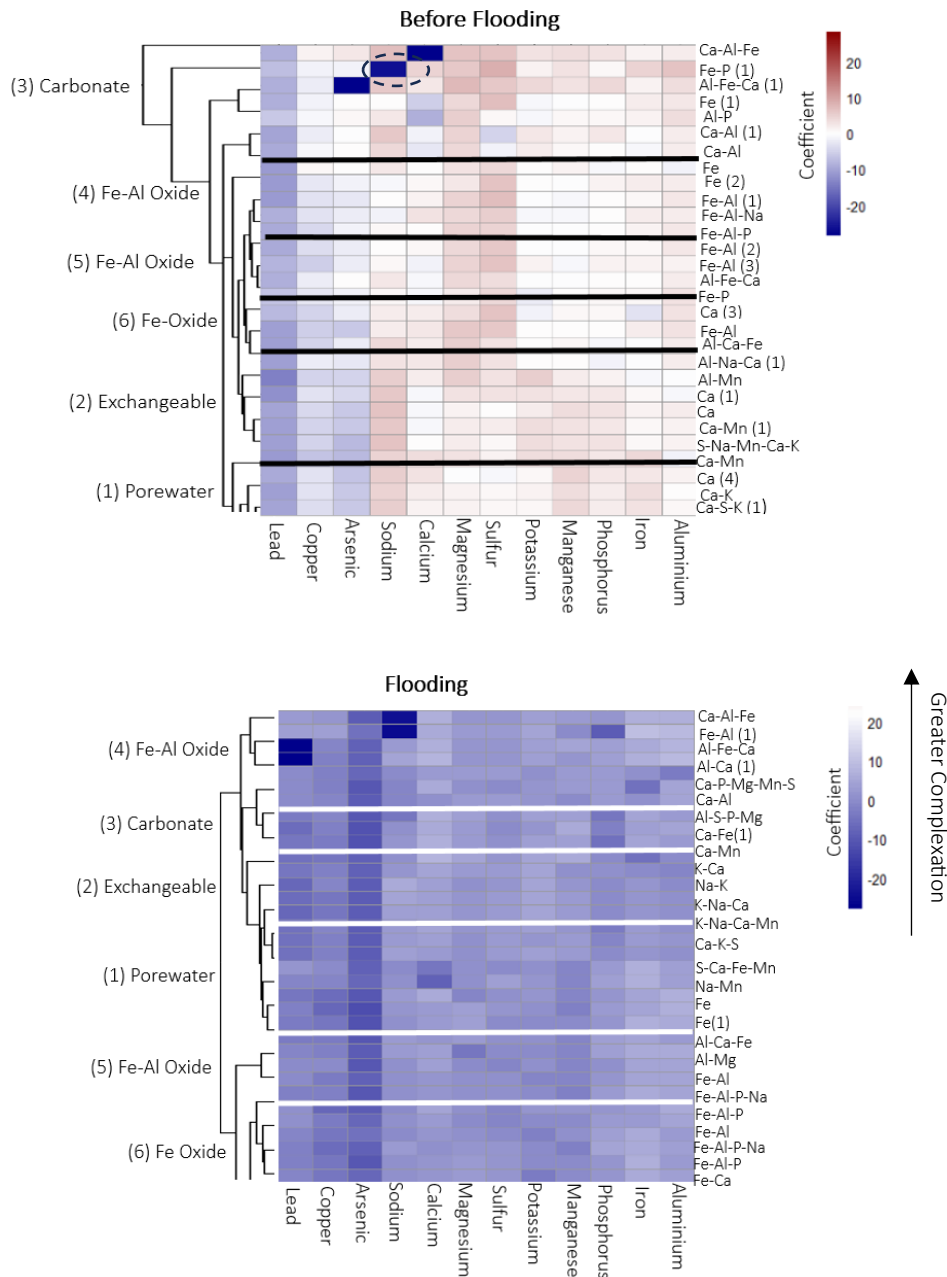 Before Flooding
(3) Carbonate
(4) Fe-Al Oxide
(5) Fe-Al Oxide
(6) Fe-Oxide
(2) Exchangeable
(1) Porewater
Ca-Al-Fe
Fe-P (1)
Al-Fe-Ca (1)
Fe (1)
Al-P
Ca-Al (1)
Ca-Al
Fe
Fe (2)
Fe-Al (1)
Fe-Al-Na
Fe-Al-P
Fe-Al (2)
Fe-Al (3)
Al-Fe-Ca
Fe-P
Ca (3)
Fe-Al
Al-Ca-Fe
Al-Na-Ca (1)
Al-Mn
Ca (1)
Ca
Ca-Mn (1)
S-Na-Mn-Ca-K
Ca-Mn
Ca (4)
Ca-K
Ca-S-K (1)
Lead
Copper
Arsenic
Sodium
Calcium
Magnesium
Sulfur
Potassium
Manganese
Phosphorus
Iron
Aluminium
Coefficient
20
10
0
-10
-20
Flooding
(4) Fe-Al Oxide
(3) Carbonate
(2) Exchangeable
(1) Porewater
(5) Fe-Al Oxide
(6) Fe Oxide
Ca-Al-Fe
Fe-Al (1)
Al-Fe-Ca
Al-Ca (1)
Ca-P-Mg-Mn-S
Ca-Al
Al-S-P-Mg
Ca-Fe(1)
Ca-Mn
K-Ca
Na-K
K-Na-Ca
K-Na-Ca-Mn
Ca-K-S
S-Ca-Fe-Mn
Na-Mn
Fe
Fe(1)
Al-Ca-Fe
Al-Mg
Fe-Al
Fe-Al-P-Na
Fe-Al-P
Fe-Al
Fe-Al-P-Na
Fe-Al-P
Fe-Ca
Lead
Copper
Arsenic
Sodium
Calcium
Magnesium
Sulfur
Potassium
Manganese
Phosphorus
Iron
Aluminium
Coefficient
20
10
0
-10
-20
Greater Complexation